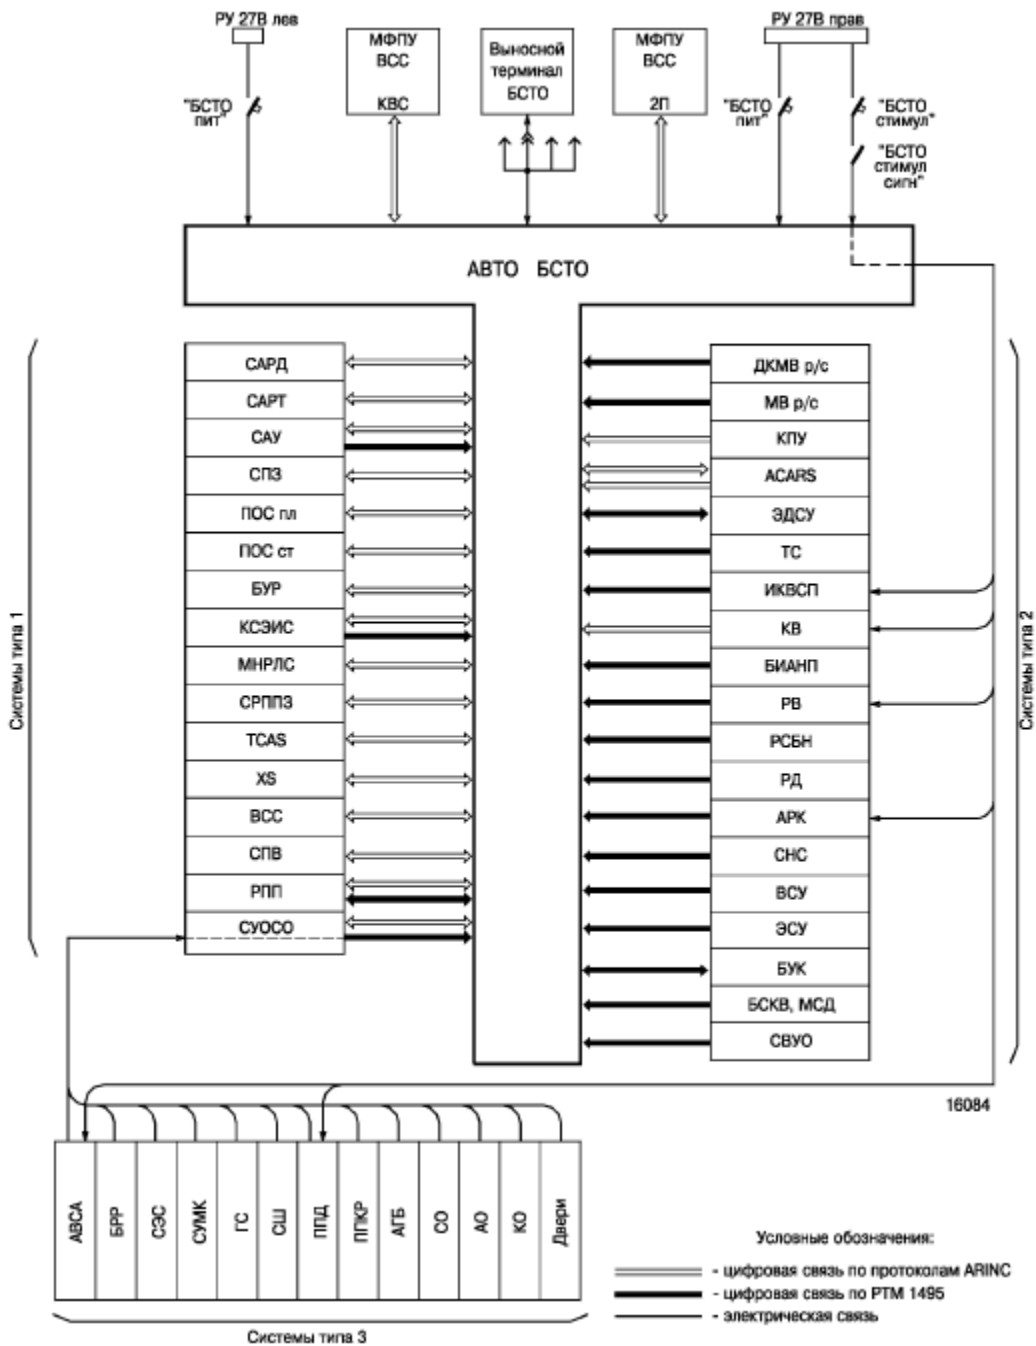 РУ 27В лев
РУ 27В прав
МФПУ
ВСС
КВС
Выносной
терминал
БСТО
МФПУ
ВСС
2П
"БСТО
пит"
"БСТО
пит"
"БСТО
стимул"
"БСТО
стимул
сигн"
АВТО БСТО
Системы типа 1
САРД
САРТ
САУ
СПЗ
ПОС пл
ПОС ст
БУР
КСЭИС
МНРЛС
СРППЗ
TCAS
XS
ВСС
СПВ
РПП
СУОСО
ДКМВ р/с
МВ р/с
КПУ
ACARS
ЭДСУ
ТС
ИКВСП
КВ
БИАНП
РВ
РСБН
РД
АРК
СНС
ВСУ
ЭСУ
БУК
БСКВ, МСД
СВУО
Системы типа 2
16084
АВСА
БРР
СЭС
СУМК
ГС
СШ
ППД
ППКР
АГБ
СО
АО
КО
Двери
Системы типа 3
Условные обозначения:
- цифровая связь по протоколам ARINC
- цифровая связь по РТМ 1495
- электрическая связь